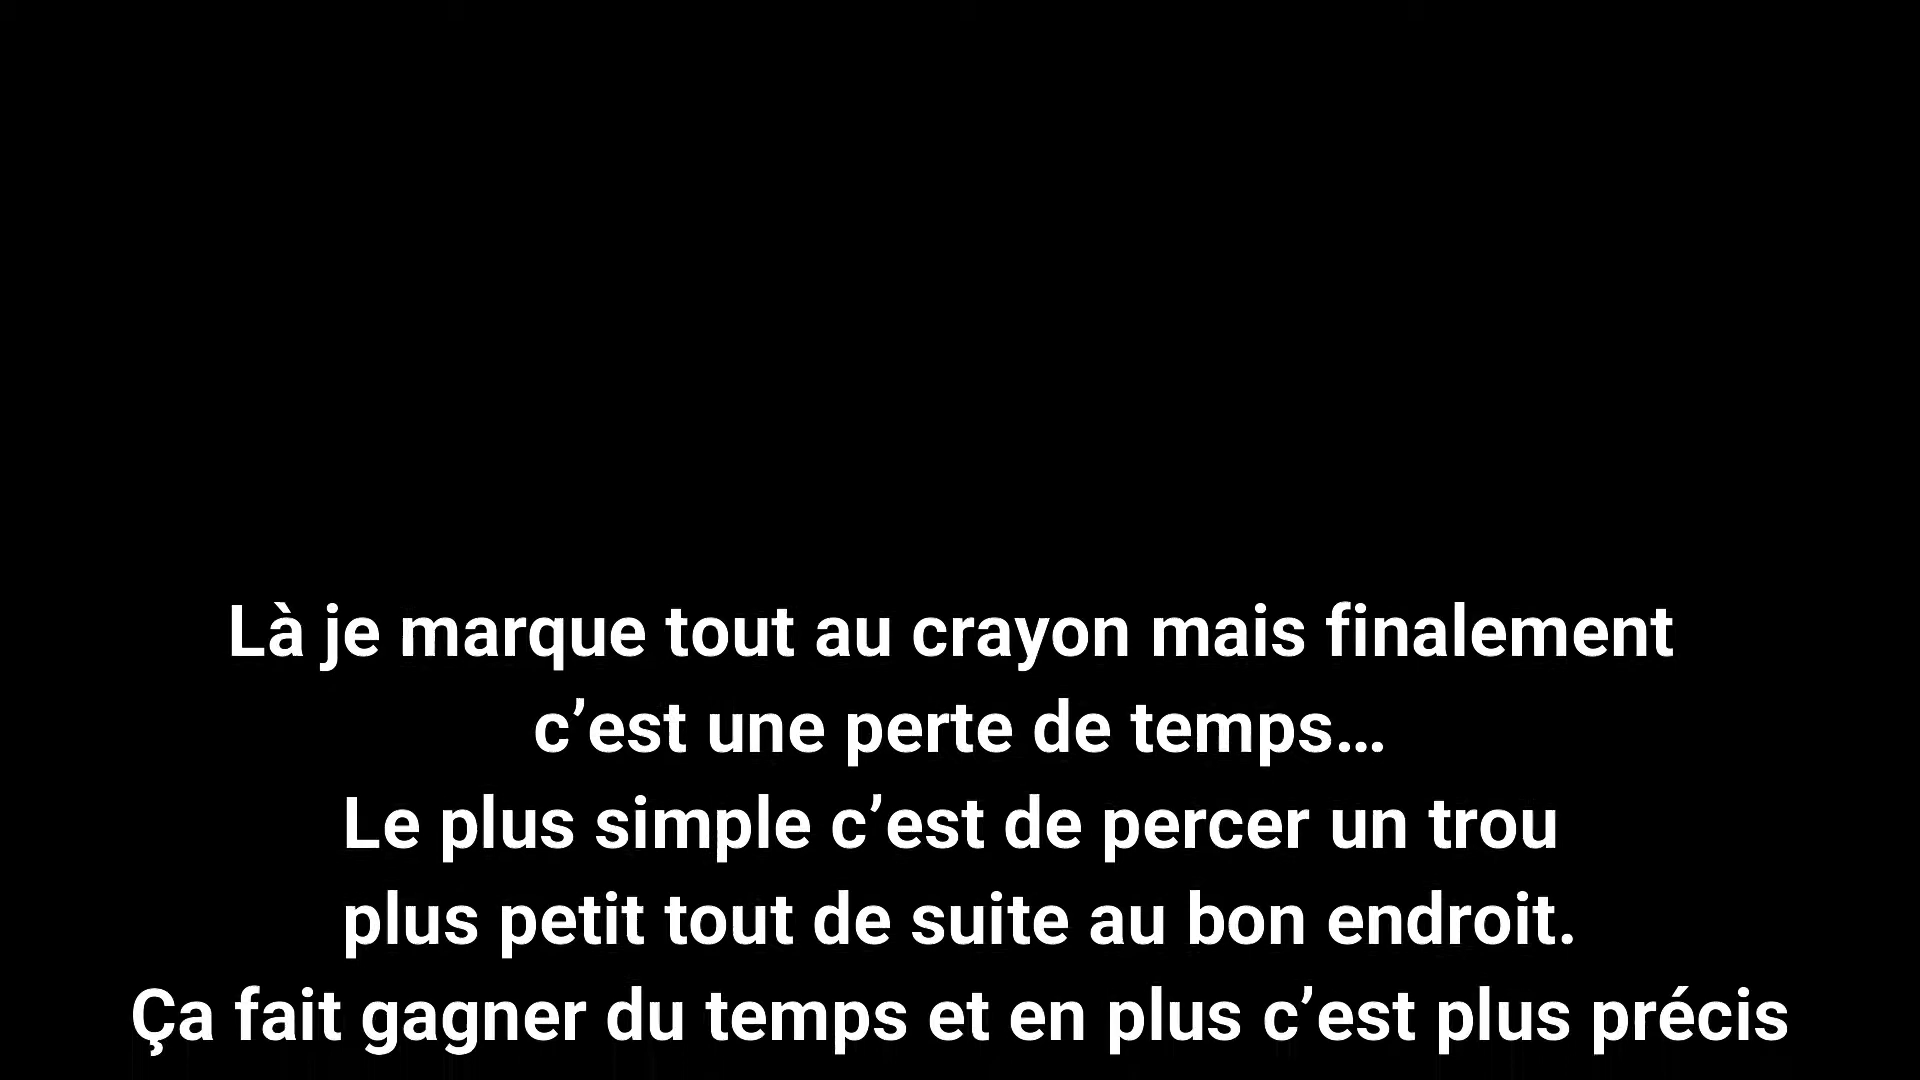 Là je marque tout au crayon mais finalement
c’est une perte de temps…
Le plus simple c’est de percer un trou
plus petit tout de suite au bon endroit.
Ça fait gagner du temps et en plus c’est plus précis